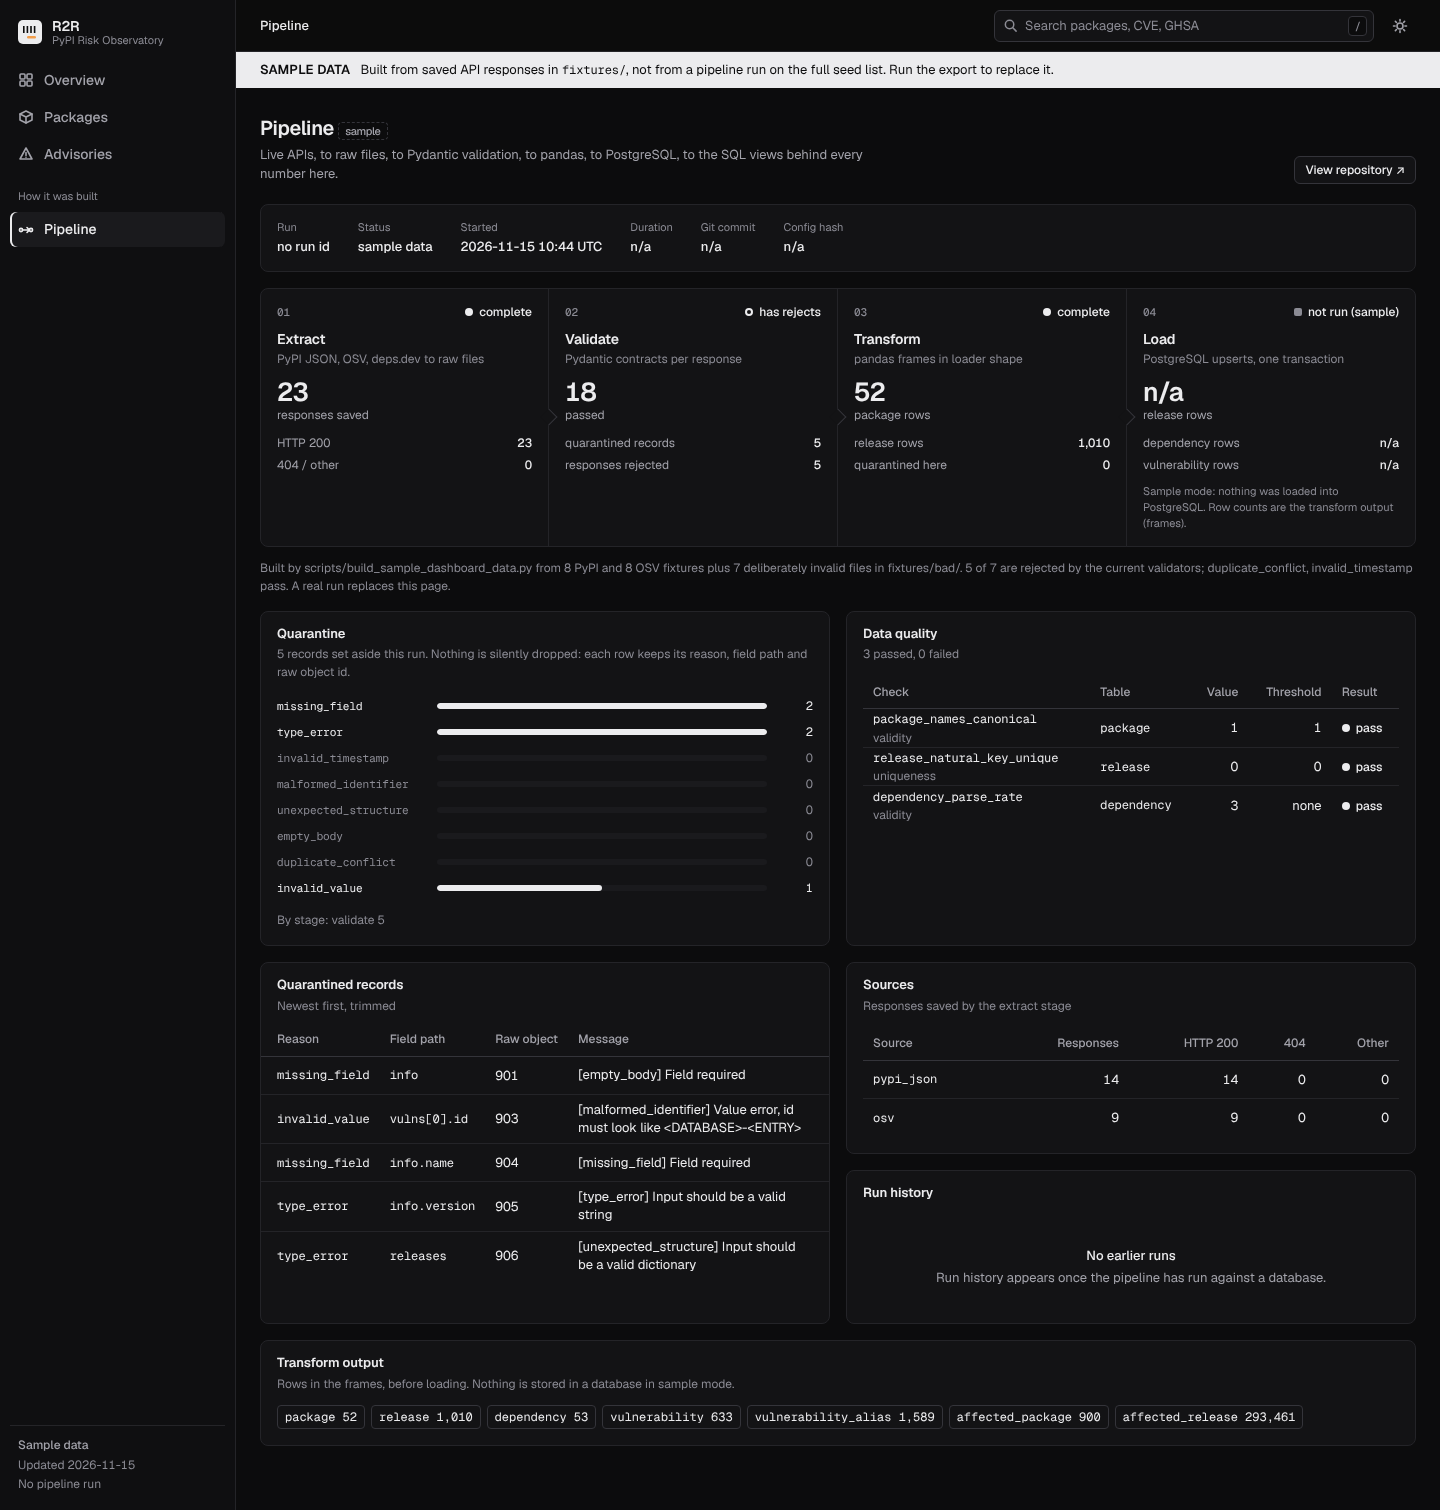 R2R
PyPI Risk Observatory
Overview
Packages
Advisories
How it was built
Pipeline
Sample data
Updated 2026-11-15
No pipeline run
Pipeline
Search packages, CVE, GHSA
/
SAMPLE DATA Built from saved API responses in fixtures/, not from a pipeline run on the full seed list. Run the export to replace it.
Pipeline sample
Live APIs, to raw files, to Pydantic validation, to pandas, to PostgreSQL, to the SQL views behind every
number here.
View repository ↗
Run Status Started Duration Git commit Config hash
no run id sample data 2026-11-15 10:44 UTC n/a n/a n/a
01 complete
Extract
PyPI JSON, OSV, deps.dev to raw files
23
responses saved
HTTP 200 23
404 / other 0
02 has rejects
Validate
Pydantic contracts per response
18
passed
quarantined records 5
responses rejected 5
03 complete
Transform
pandas frames in loader shape
52
package rows
release rows 1,010
quarantined here 0
04 not run (sample)
Load
PostgreSQL upserts, one transaction
n/a
release rows
dependency rows n/a
vulnerability rows n/a
Sample mode: nothing was loaded into
PostgreSQL. Row counts are the transform output
(frames).
Built by scripts/build_sample_dashboard_data.py from 8 PyPI and 8 OSV fixtures plus 7 deliberately invalid files in fixtures/bad/. 5 of 7 are rejected by the current validators; duplicate_conflict, invalid_timestamp
pass. A real run replaces this page.
Quarantine
5 records set aside this run. Nothing is silently dropped: each row keeps its reason, field path and
raw object id.
missing_field 2
type_error 2
invalid_timestamp 0
malformed_identifier 0
unexpected_structure 0
empty_body 0
duplicate_conflict 0
invalid_value 1
By stage: validate 5
Data quality
3 passed, 0 failed
Check Table Value Threshold Result
package_names_canonical
validity
package 1 1 pass
release_natural_key_unique
uniqueness
release 0 0 pass
dependency_parse_rate
validity
dependency 3 none pass
Quarantined records
Newest first, trimmed
Reason Field path Raw object Message
missing_field info 901 [empty_body] Field required
invalid_value vulns[0].id 903 [malformed_identifier] Value error, id
must look like <DATABASE>-<ENTRY>
missing_field info.name 904 [missing_field] Field required
type_error info.version 905 [type_error] Input should be a valid
string
type_error releases 906 [unexpected_structure] Input should
be a valid dictionary
Sources
Responses saved by the extract stage
Source Responses HTTP 200 404 Other
pypi_json 14 14 0 0
osv 9 9 0 0
Run history
No earlier runs
Run history appears once the pipeline has run against a database.
Transform output
Rows in the frames, before loading. Nothing is stored in a database in sample mode.
package 52 release 1,010 dependency 53 vulnerability 633 vulnerability_alias 1,589 affected_package 900 affected_release 293,461